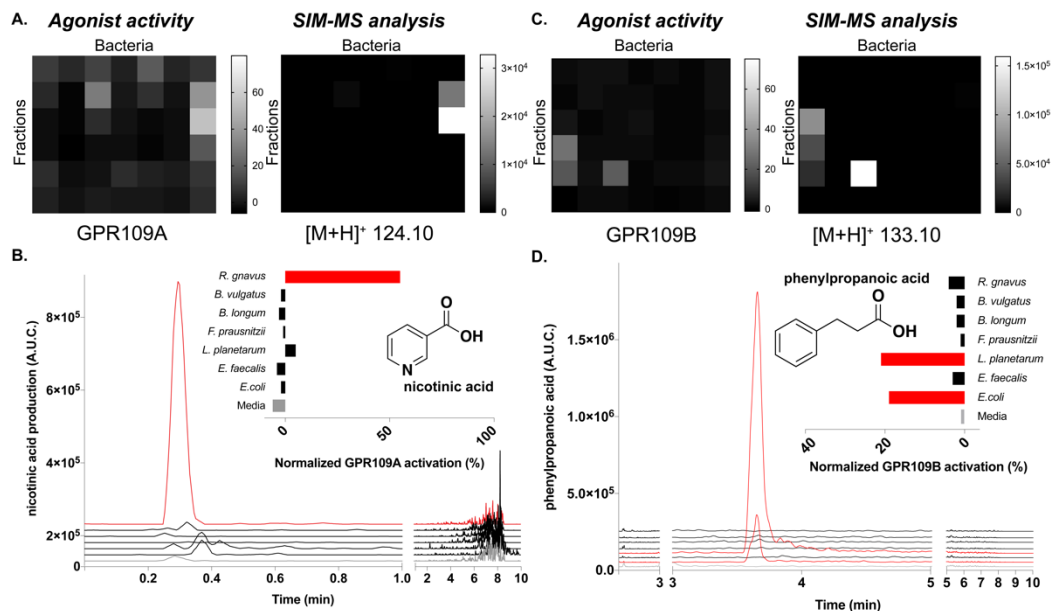 A.
Agonist activity
SIM-MS analysis
Bacteria
Bacteria
Fractions
Fractions
60
40
20
0
3×10⁴
2×10⁴
1×10⁴
0
GPR109A
[M+H]⁺ 124.10
C.
Agonist activity
SIM-MS analysis
Bacteria
Bacteria
Fractions
Fractions
60
40
20
0
1.5×10⁵
1.0×10⁵
5.0×10⁴
0
GPR109B
[M+H]⁺ 133.10
B.
nicotinic acid production (A.U.C.)
8×10⁵
6×10⁵
4×10⁵
2×10⁵
0
R. gnavus
B. vulgatus
B. longum
F. prausnitzii
L. planetarum
E. faecalis
E.coli
Media
0
100
50
Normalized GPR109A activation (%)
O
OH
N
nicotinic acid
0.2
0.4
0.6
0.8
1.0
2
4
6
8
10
Time (min)
D.
phenylpropanoic acid (A.U.C.)
1.5×10⁶
1.0×10⁶
5.0×10⁵
0.0
phenylpropanoic acid
O
OH
R. gnavus
B. vulgatus
B. longum
F. prausnitzii
L. planetarum
E. faecalis
E.coli
Media
40
20
0
Normalized GPR109B activation (%)
3
3
4
5
5
6
7
8
9
10
Time (min)